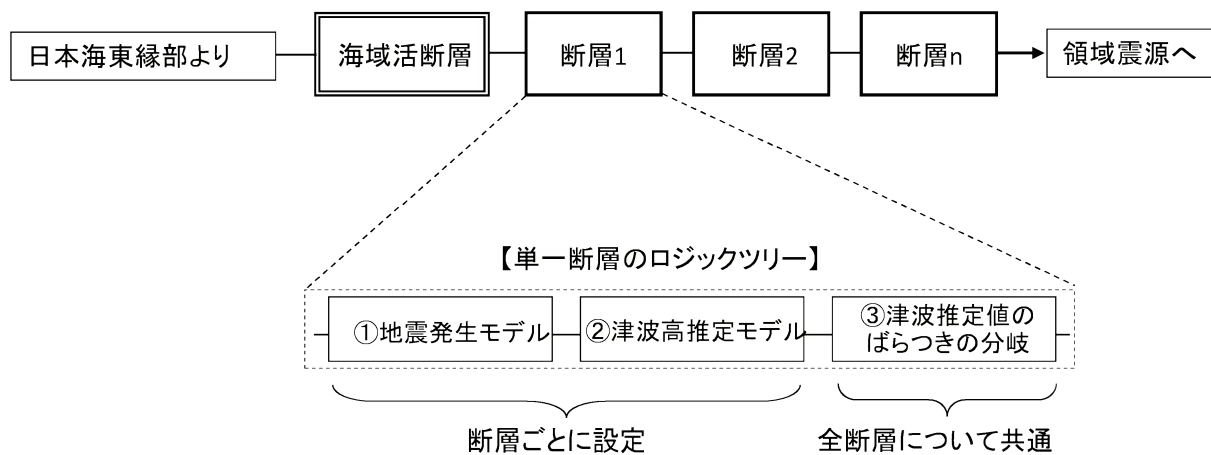 日本海東縁部より
海域活断層
断層1
断層2
断層n
領域震源へ
【単一断層のロジックツリー】
①地震発生モデル
②津波高推定モデル
③津波推定値の
ばらつきの分岐
断層ごとに設定
全断層について共通